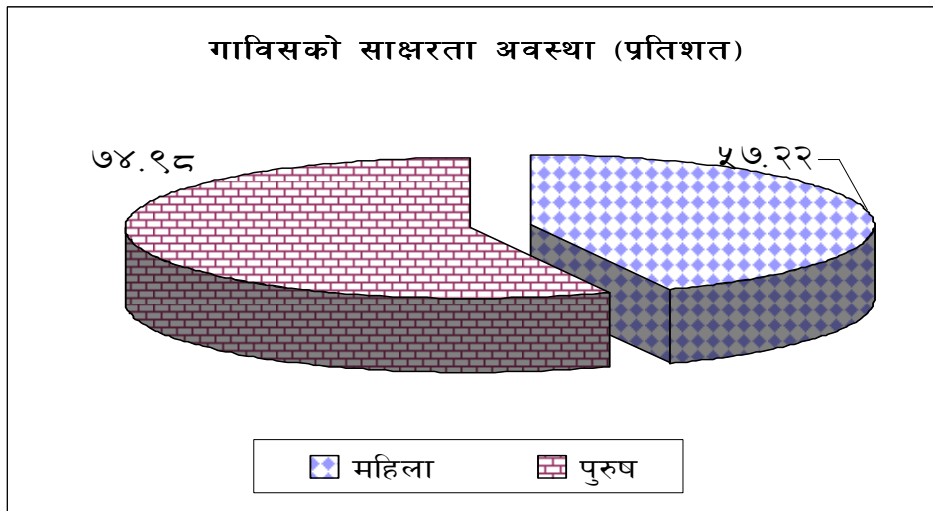 गाविसको साक्षरता अवस्था (प्रतिशत)
७४.९८
५७.२२
महिला
पुरुष